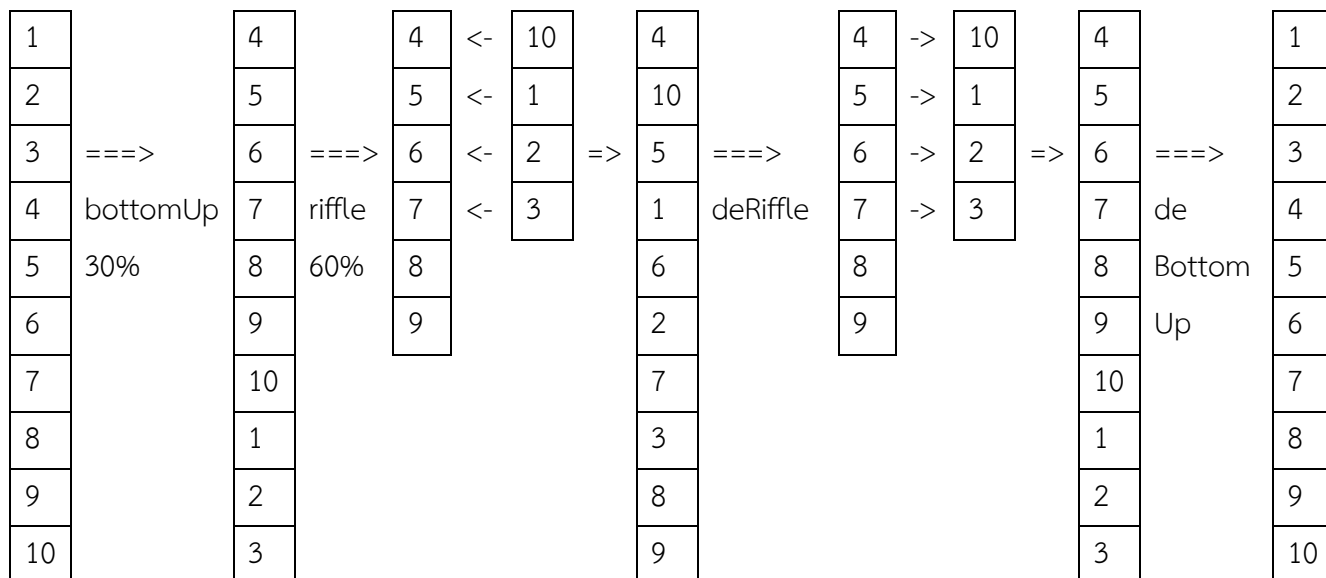 1 4 4 <- 10 4 4 -> 10 4 1
2 5 5 <- 1 10 5 -> 1 5 2
3 ===> 6 ===> 6 <- 2 => 5 ===> 6 -> 2 => 6 ===> 3
4 bottomUp 7 riffle 7 <- 3 1 deRiffle 7 -> 3 7 de 4
5 30% 8 60% 8 6 8 8 Bottom 5
6 9 9 2 9 9 Up 6
7 10 7 10 7
8 1 3 1 8
9 2 8 2 9
10 3 9 3 10